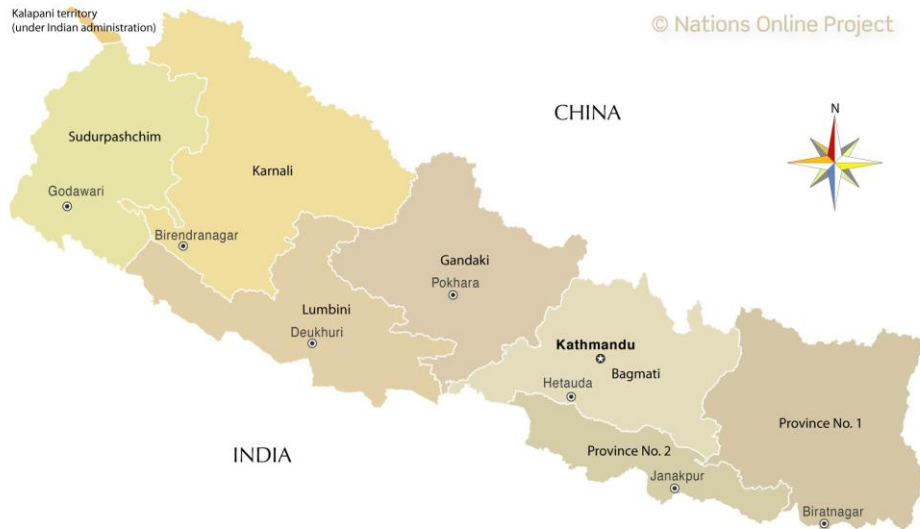 Kalapani territory
(under Indian administration)
© Nations Online Project
N
CHINA
Sudurpashchim
Karnali
Godawari
Birendranagar
Gandaki
Pokhara
Lumbini
Deukhuri
Kathmandu
Bagmati
Hetauda
Province No. 1
INDIA
Province No. 2
Janakpur
Biratnagar